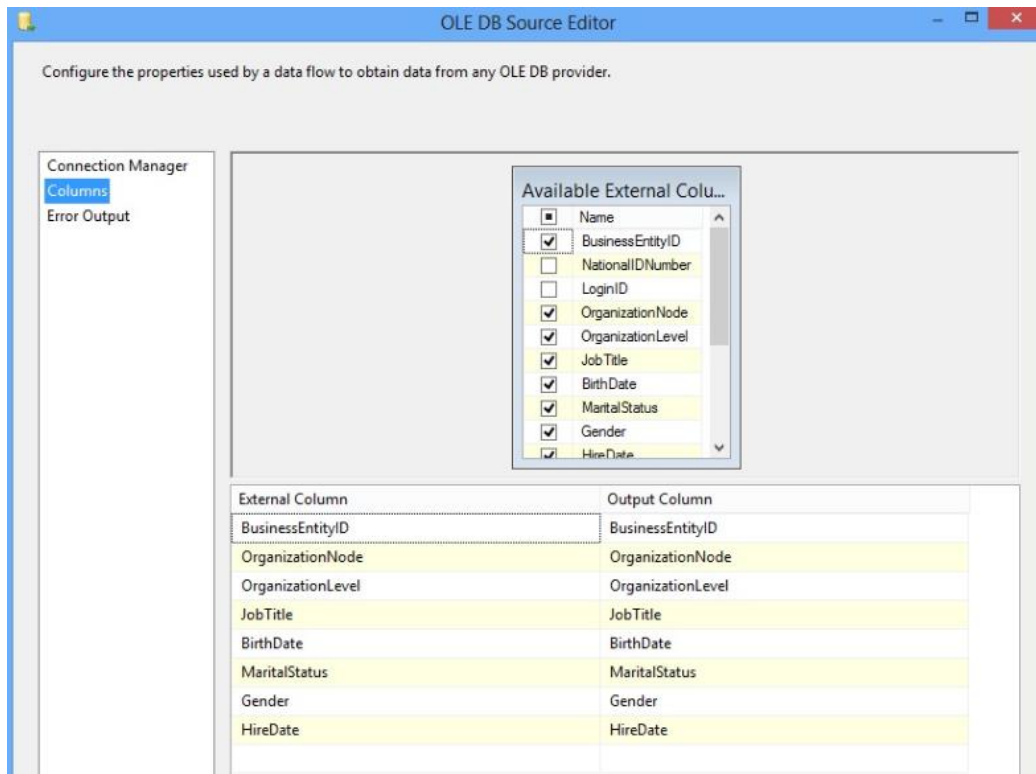 OLE DB Source Editor
Configure the properties used by a data flow to obtain data from any OLE DB provider.
Connection Manager
Columns
Error Output
Available External Colu...
Name
BusinessEntityID
NationalIDNumber
LoginID
OrganizationNode
OrganizationLevel
JobTitle
BirthDate
MaritalStatus
Gender
HireDate
External Column Output Column
BusinessEntityID BusinessEntityID
OrganizationNode OrganizationNode
OrganizationLevel OrganizationLevel
JobTitle JobTitle
BirthDate BirthDate
MaritalStatus MaritalStatus
Gender Gender
HireDate HireDate